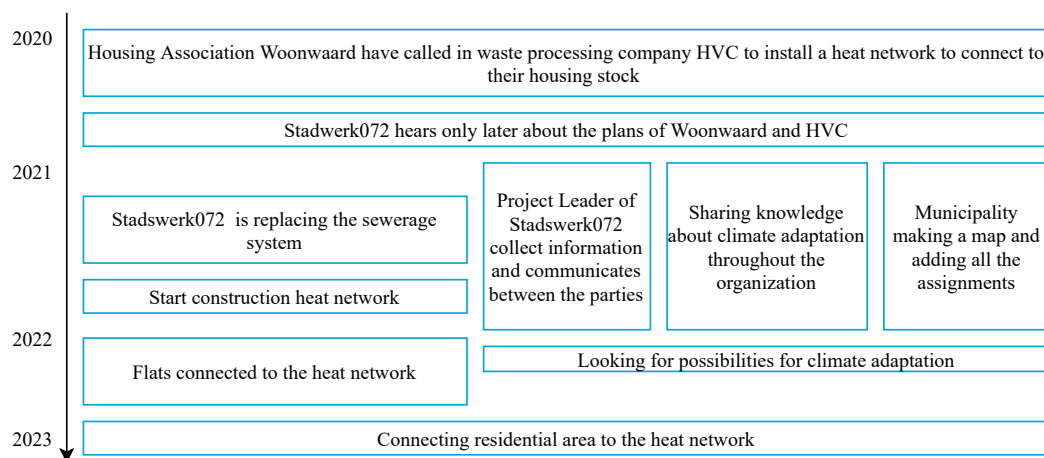 2020
Housing Association Woonwaard have called in waste processing company HVC to install a heat network to connect to
their housing stock
Stadwerk072 hears only later about the plans of Woonwaard and HVC
2021
Stadswerk072 is replacing the sewerage
system
Start construction heat network
Project Leader of
Stadswerk072
collect information
and communicates
between the parties
Sharing knowledge
about climate adaptation
throughout the
organization
Municipality
making a map and
adding all the
assignments
2022
Flats connected to the heat network
Looking for possibilities for climate adaptation
2023
Connecting residential area to the heat network